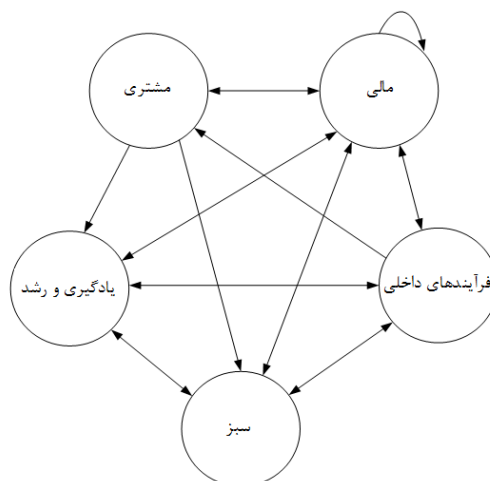 مالی
مشتری
فرآیندهای داخلی
یادگیری و رشد
سبز